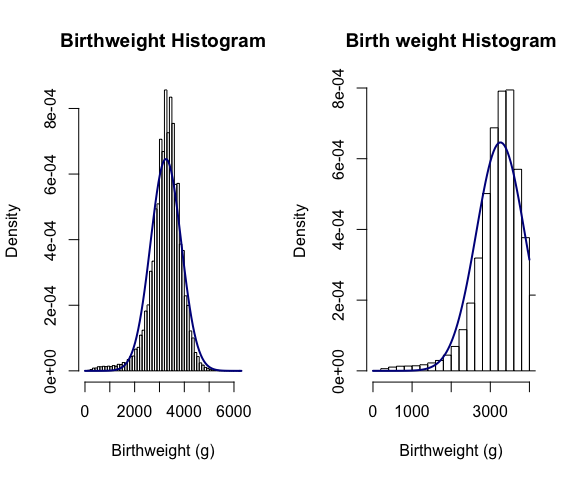 Birthweight Histogram
Density
0e+00 2e-04 4e-04 6e-04 8e-04
0 2000 4000 6000
Birthweight (g)
Birth weight Histogram
Density
0e+00 2e-04 4e-04 6e-04 8e-04
0 1000 3000
Birthweight (g)